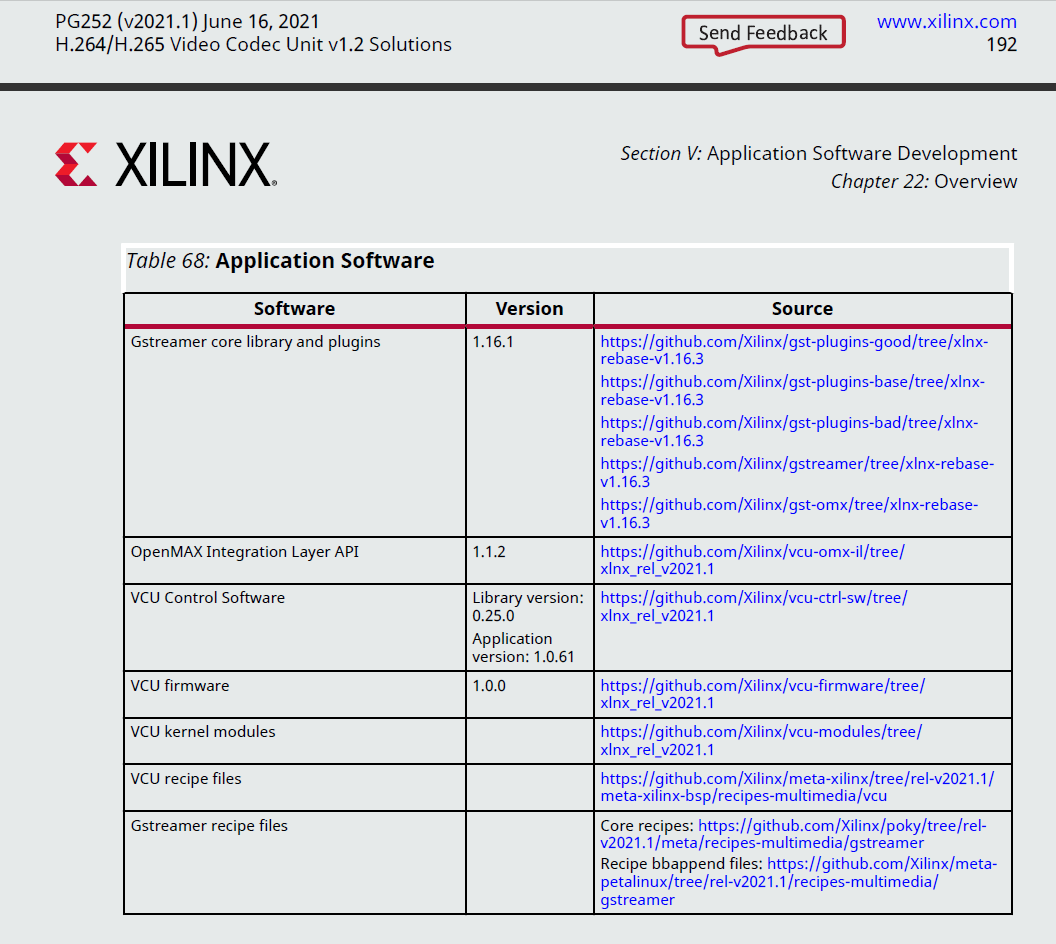 PG252 (v2021.1) June 16, 2021
www.xilinx.com
H.264/H.265 Video Codec Unit v1.2 Solutions
Send Feedback
192
XILINX
Section V: Application Software Development
Chapter 22: Overview
Table 68: Application Software
Software Version Source
Gstreamer core library and plugins
1.16.1
https://github.com/Xilinx/gst-plugins-good/tree/xlnx-
rebase-v1.16.3
https://github.com/Xilinx/gst-plugins-base/tree/xlnx-
rebase-v1.16.3
https://github.com/Xilinx/gst-plugins-bad/tree/xlnx-
rebase-v1.16.3
https://github.com/Xilinx/gstreamer/tree/xlnx-rebase-
v1.16.3
https://github.com/Xilinx/gst-omx/tree/xlnx-rebase-
v1.16.3
OpenMAX Integration Layer API
1.1.2
https://github.com/Xilinx/vcu-omx-il/tree/
xlnx_rel_v2021.1
VCU Control Software
Library version:
0.25.0
Application
version: 1.0.61
https://github.com/Xilinx/vcu-ctrl-sw/tree/
xlnx_rel_v2021.1
VCU firmware
1.0.0
https://github.com/Xilinx/vcu-firmware/tree/
xlnx_rel_v2021.1
VCU kernel modules
https://github.com/Xilinx/vcu-modules/tree/
xlnx_rel_v2021.1
VCU recipe files
https://github.com/Xilinx/meta-xilinx/tree/rel-v2021.1/
meta-xilinx-bsp/recipes-multimedia/vcu
Gstreamer recipe files
Core recipes: https://github.com/Xilinx/poky/tree/rel-
v2021.1/meta/recipes-multimedia/gstreamer
Recipe bbappend files: https://github.com/Xilinx/meta-
petalinux/tree/rel-v2021.1/recipes-multimedia/
gstreamer